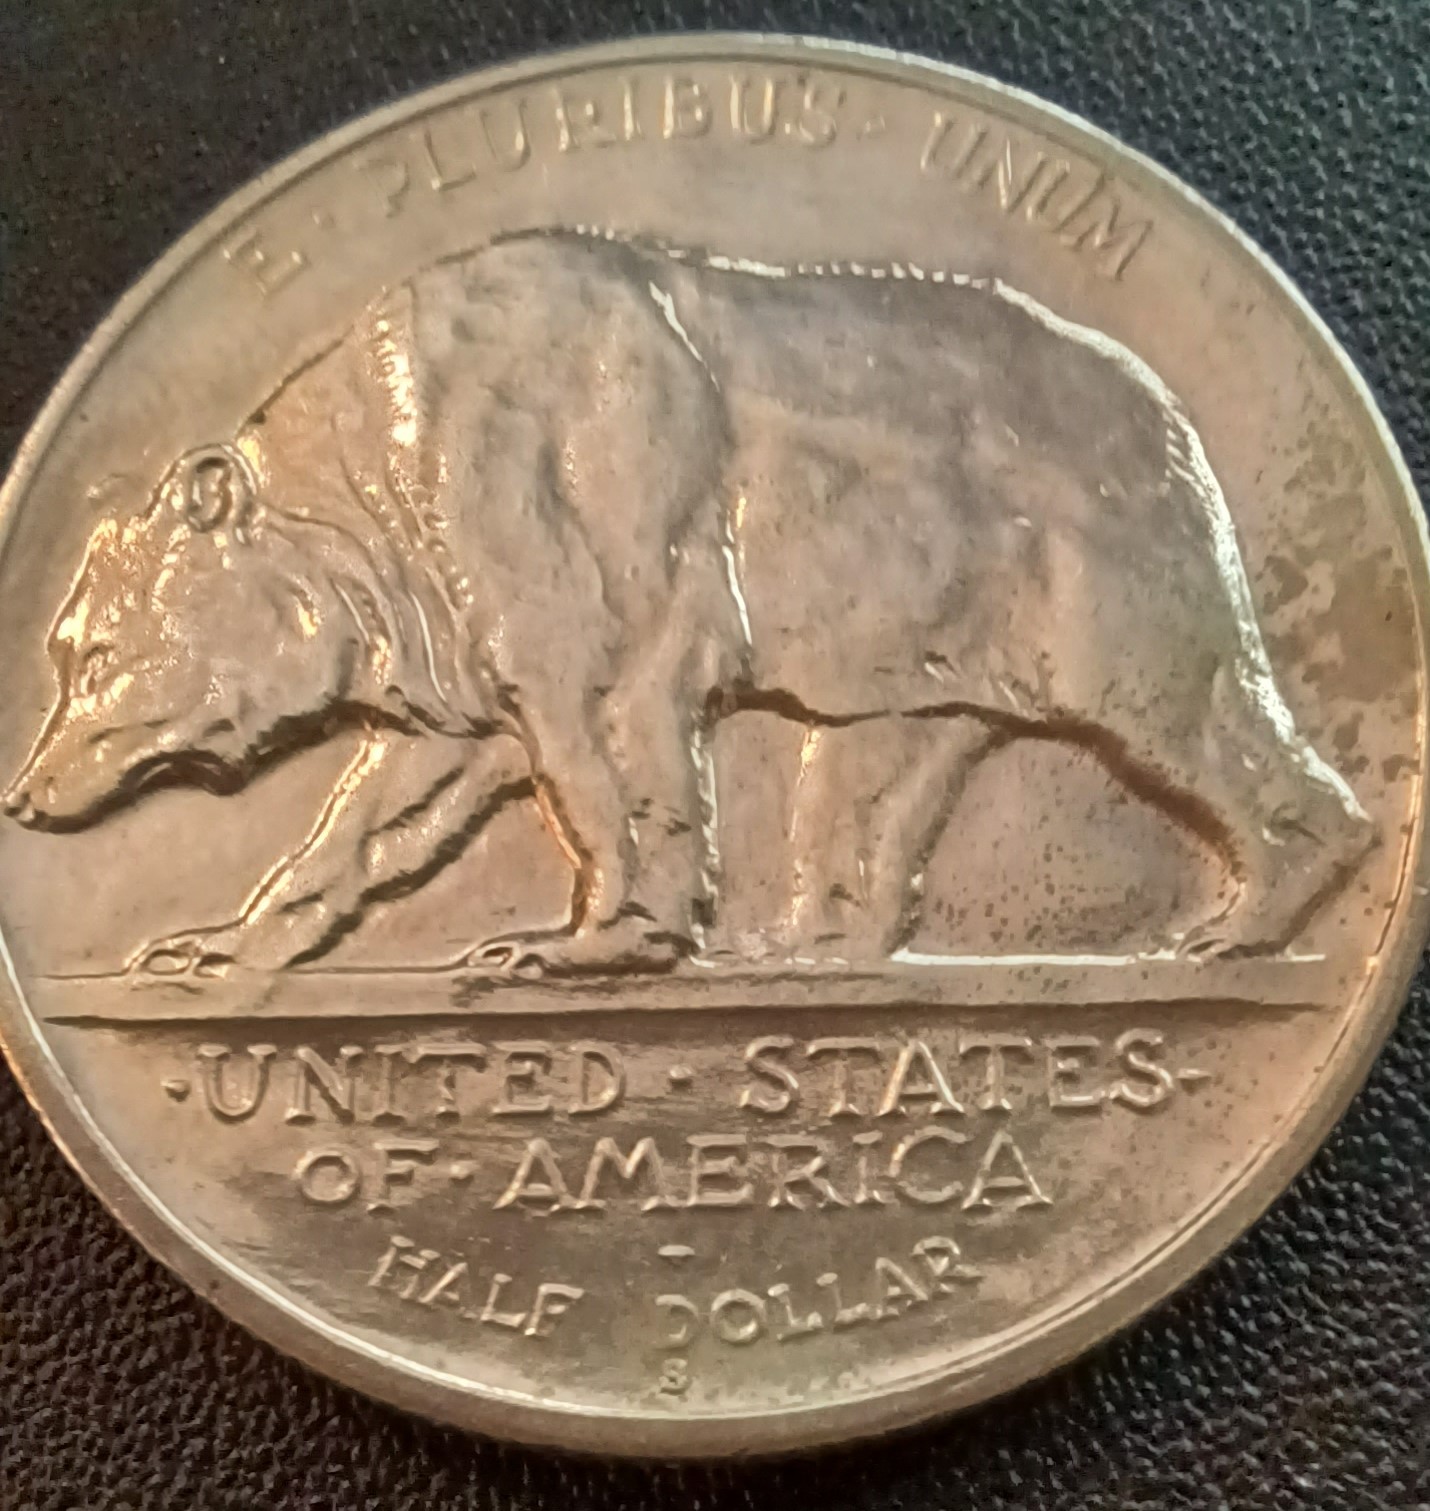 E · PLURIBUS · UNUM
· UNITED · STATES ·
OF · AMERICA
HALF DOLLAR
S